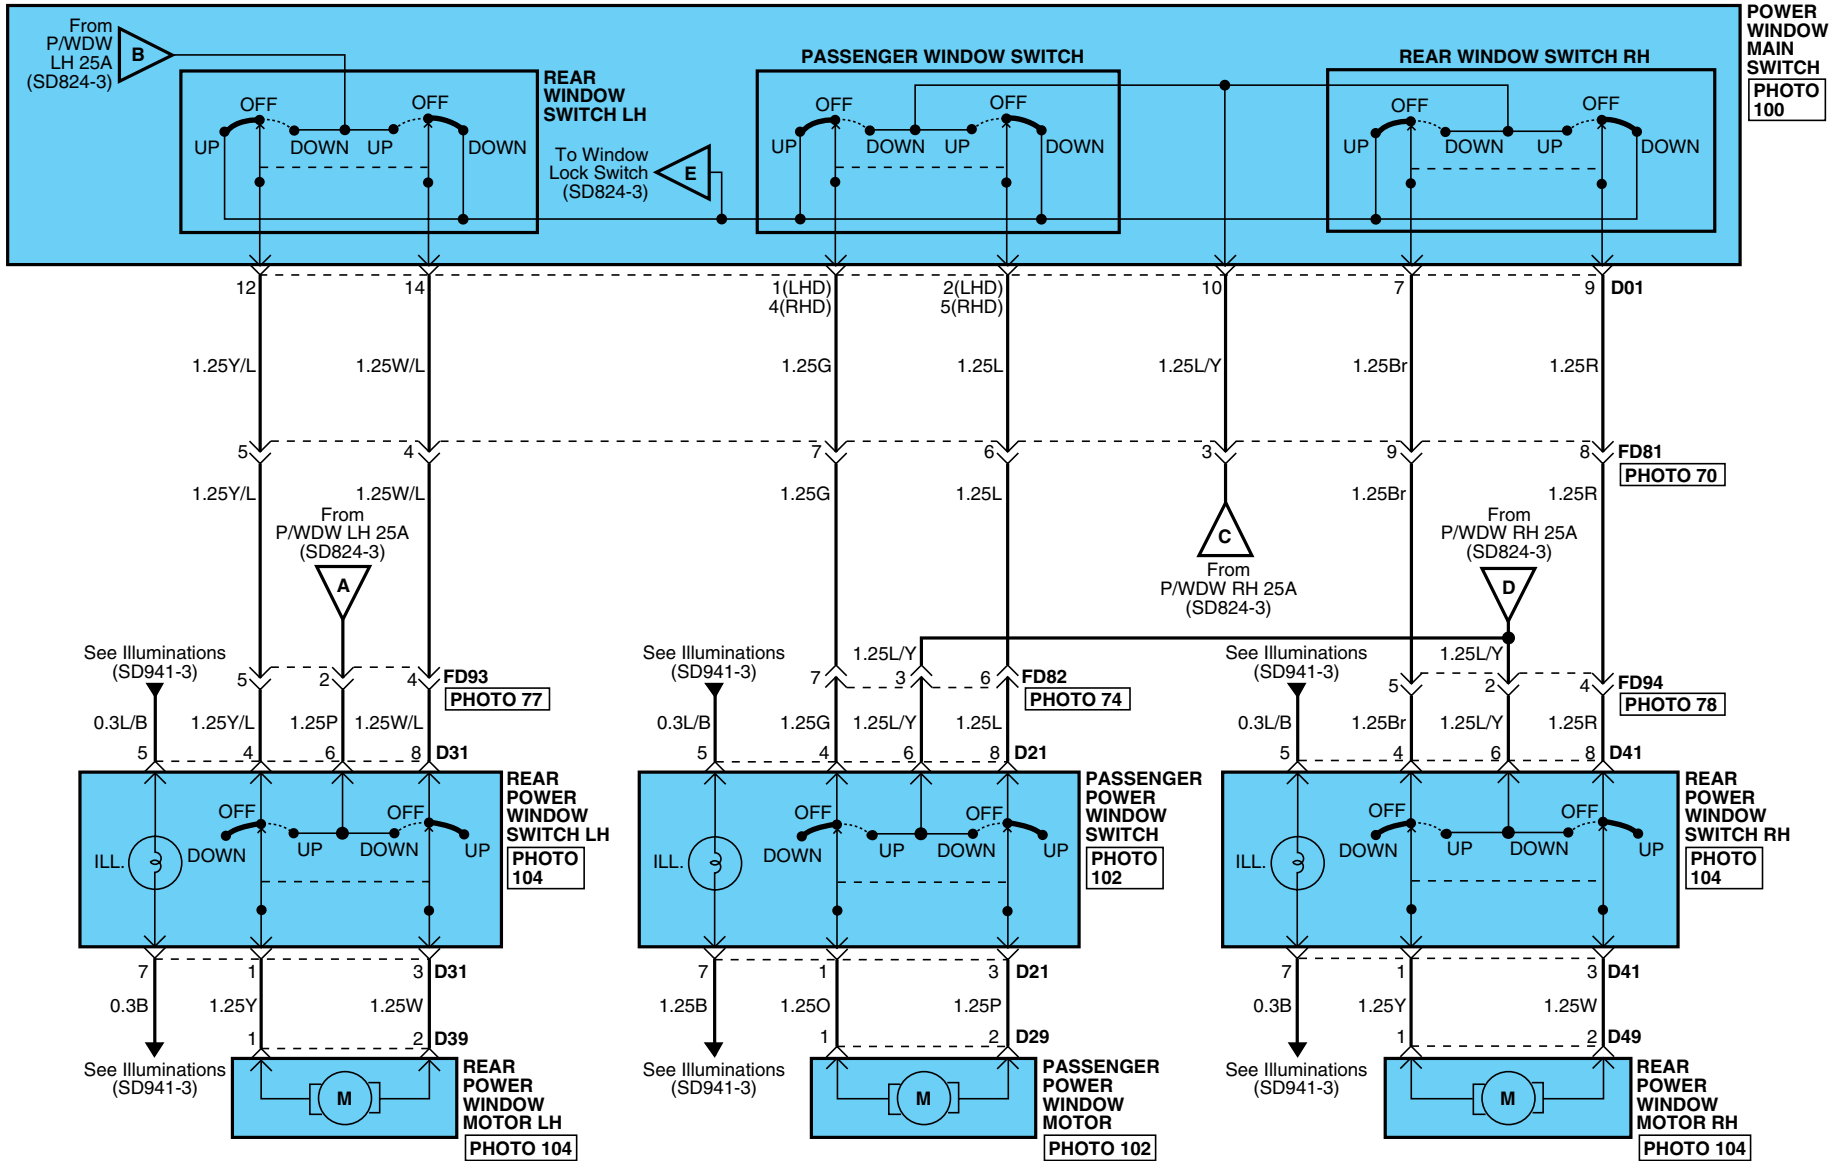 From
P/WDW
LH 25A
(SD824-3)
B
REAR
WINDOW
SWITCH LH
OFF
OFF
UP
DOWN
UP
DOWN
To Window
Lock Switch
(SD824-3)
E
PASSENGER WINDOW SWITCH
OFF
OFF
UP
DOWN
UP
DOWN
REAR WINDOW SWITCH RH
OFF
OFF
UP
DOWN
UP
DOWN
POWER
WINDOW
MAIN
SWITCH
PHOTO
100
12
14
1(LHD)
4(RHD)
2(LHD)
5(RHD)
10
7
9
D01
1.25Y/L
1.25W/L
1.25G
1.25L
1.25L/Y
1.25Br
1.25R
5
4
7
6
3
9
8
FD81
PHOTO 70
1.25Y/L
1.25W/L
1.25G
1.25L
1.25Br
1.25R
From
P/WDW LH 25A
(SD824-3)
A
C
From
P/WDW RH 25A
(SD824-3)
From
P/WDW RH 25A
(SD824-3)
D
See Illuminations
(SD941-3)
5
2
4
FD93
PHOTO 77
See Illuminations
(SD941-3)
1.25L/Y
7
3
6
FD82
PHOTO 74
See Illuminations
(SD941-3)
1.25L/Y
5
2
4
FD94
PHOTO 78
0.3L/B
1.25Y/L
1.25P
1.25W/L
0.3L/B
1.25G
1.25L/Y
1.25L
0.3L/B
1.25Br
1.25L/Y
1.25R
5
4
6
8
D31
5
4
6
8
D21
5
4
6
8
D41
ILL.
OFF
OFF
DOWN
UP
DOWN
UP
REAR
POWER
WINDOW
SWITCH LH
PHOTO
104
ILL.
OFF
OFF
DOWN
UP
DOWN
UP
PASSENGER
POWER
WINDOW
SWITCH
PHOTO
102
ILL.
OFF
OFF
DOWN
UP
DOWN
UP
REAR
POWER
WINDOW
SWITCH RH
PHOTO
104
7
1
3
D31
7
1
3
D21
7
1
3
D41
0.3B
1.25Y
1.25W
1.25B
1.25O
1.25P
0.3B
1.25Y
1.25W
1
2
D39
1
2
D29
1
2
D49
See Illuminations
(SD941-3)
M
REAR
POWER
WINDOW
MOTOR LH
PHOTO 104
See Illuminations
(SD941-3)
M
PASSENGER
POWER
WINDOW
MOTOR
PHOTO 102
See Illuminations
(SD941-3)
M
REAR
POWER
WINDOW
MOTOR RH
PHOTO 104